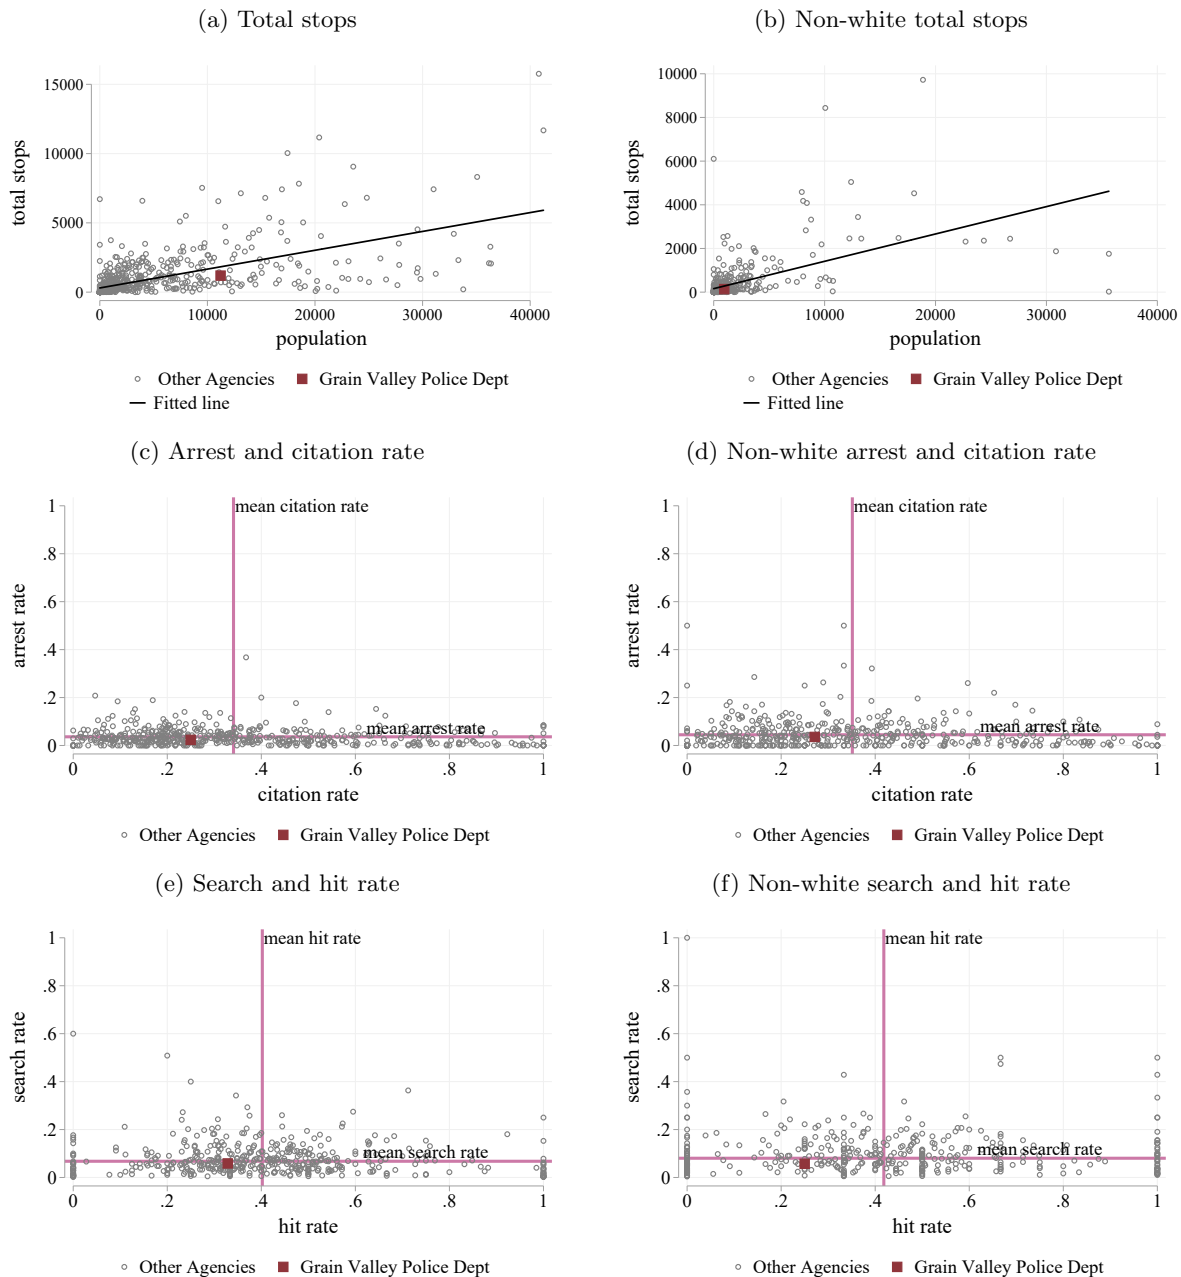 (a) Total stops
(b) Non-white total stops
total stops
15000
10000
5000
0
0 10000 20000 30000 40000
population
Other Agencies Grain Valley Police Dept
Fitted line
total stops
10000
8000
6000
4000
2000
0
0 10000 20000 30000 40000
population
Other Agencies Grain Valley Police Dept
Fitted line
(c) Arrest and citation rate
(d) Non-white arrest and citation rate
arrest rate
1
.8
.6
.4
.2
0
mean citation rate
mean arrest rate
0 .2 .4 .6 .8 1
citation rate
Other Agencies Grain Valley Police Dept
arrest rate
1
.8
.6
.4
.2
0
mean citation rate
mean arrest rate
0 .2 .4 .6 .8 1
citation rate
Other Agencies Grain Valley Police Dept
(e) Search and hit rate
(f) Non-white search and hit rate
search rate
1
.8
.6
.4
.2
0
mean hit rate
mean search rate
0 .2 .4 .6 .8 1
hit rate
Other Agencies Grain Valley Police Dept
search rate
1
.8
.6
.4
.2
0
mean hit rate
mean search rate
0 .2 .4 .6 .8 1
hit rate
Other Agencies Grain Valley Police Dept